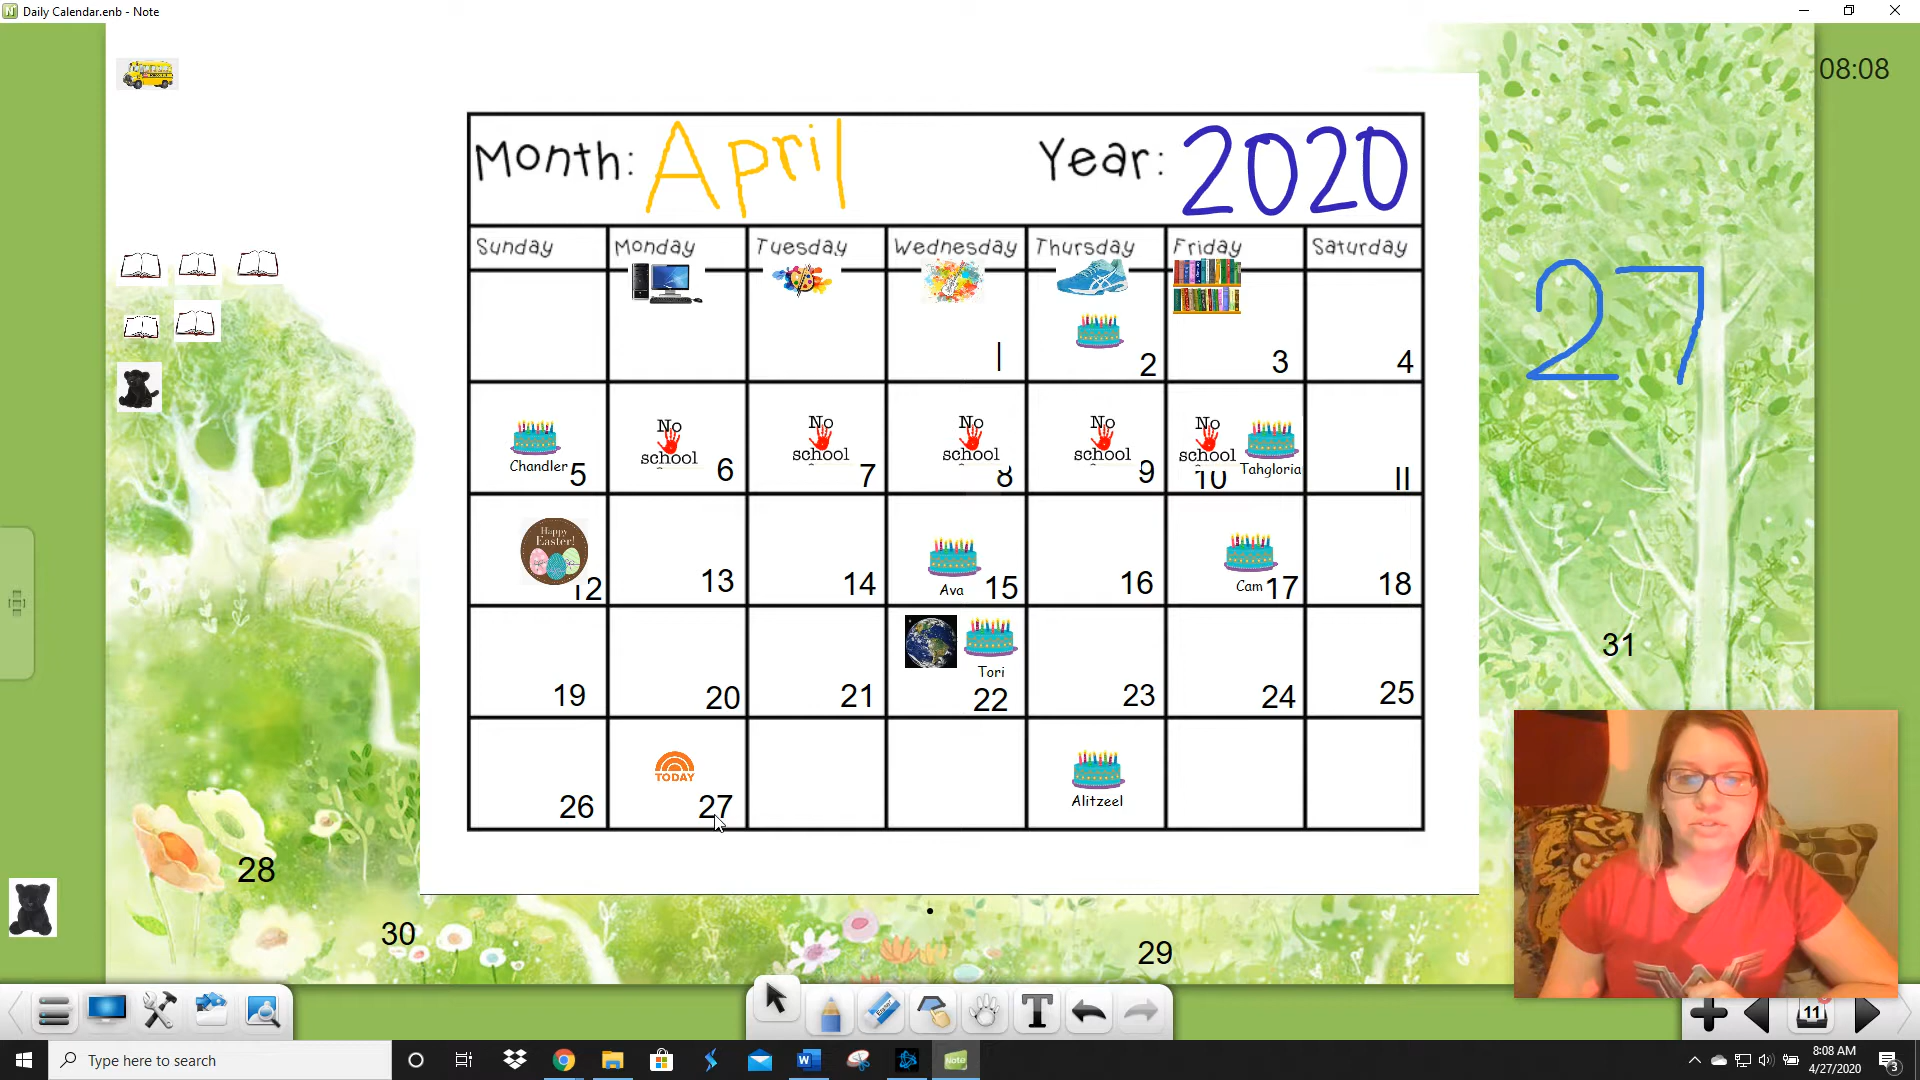 Daily Calendar.enb - Note
08:08
Month: April Year: 2020
Sunday Monday Tuesday Wednesday Thursday Friday Saturday
27
1 2 3 4
No school No school No school No school No school
Chandler 5 6 7 8 9 10 Tahgloria 11
Happy Easter!
12 13 14 Ava 15 16 Cam 17 18
31
Tori
19 20 21 22 23 24 25
TODAY
Alitzeel
26 27
28
30
29
T
11
Type here to search
W
Note
8:08 AM
4/27/2020
3